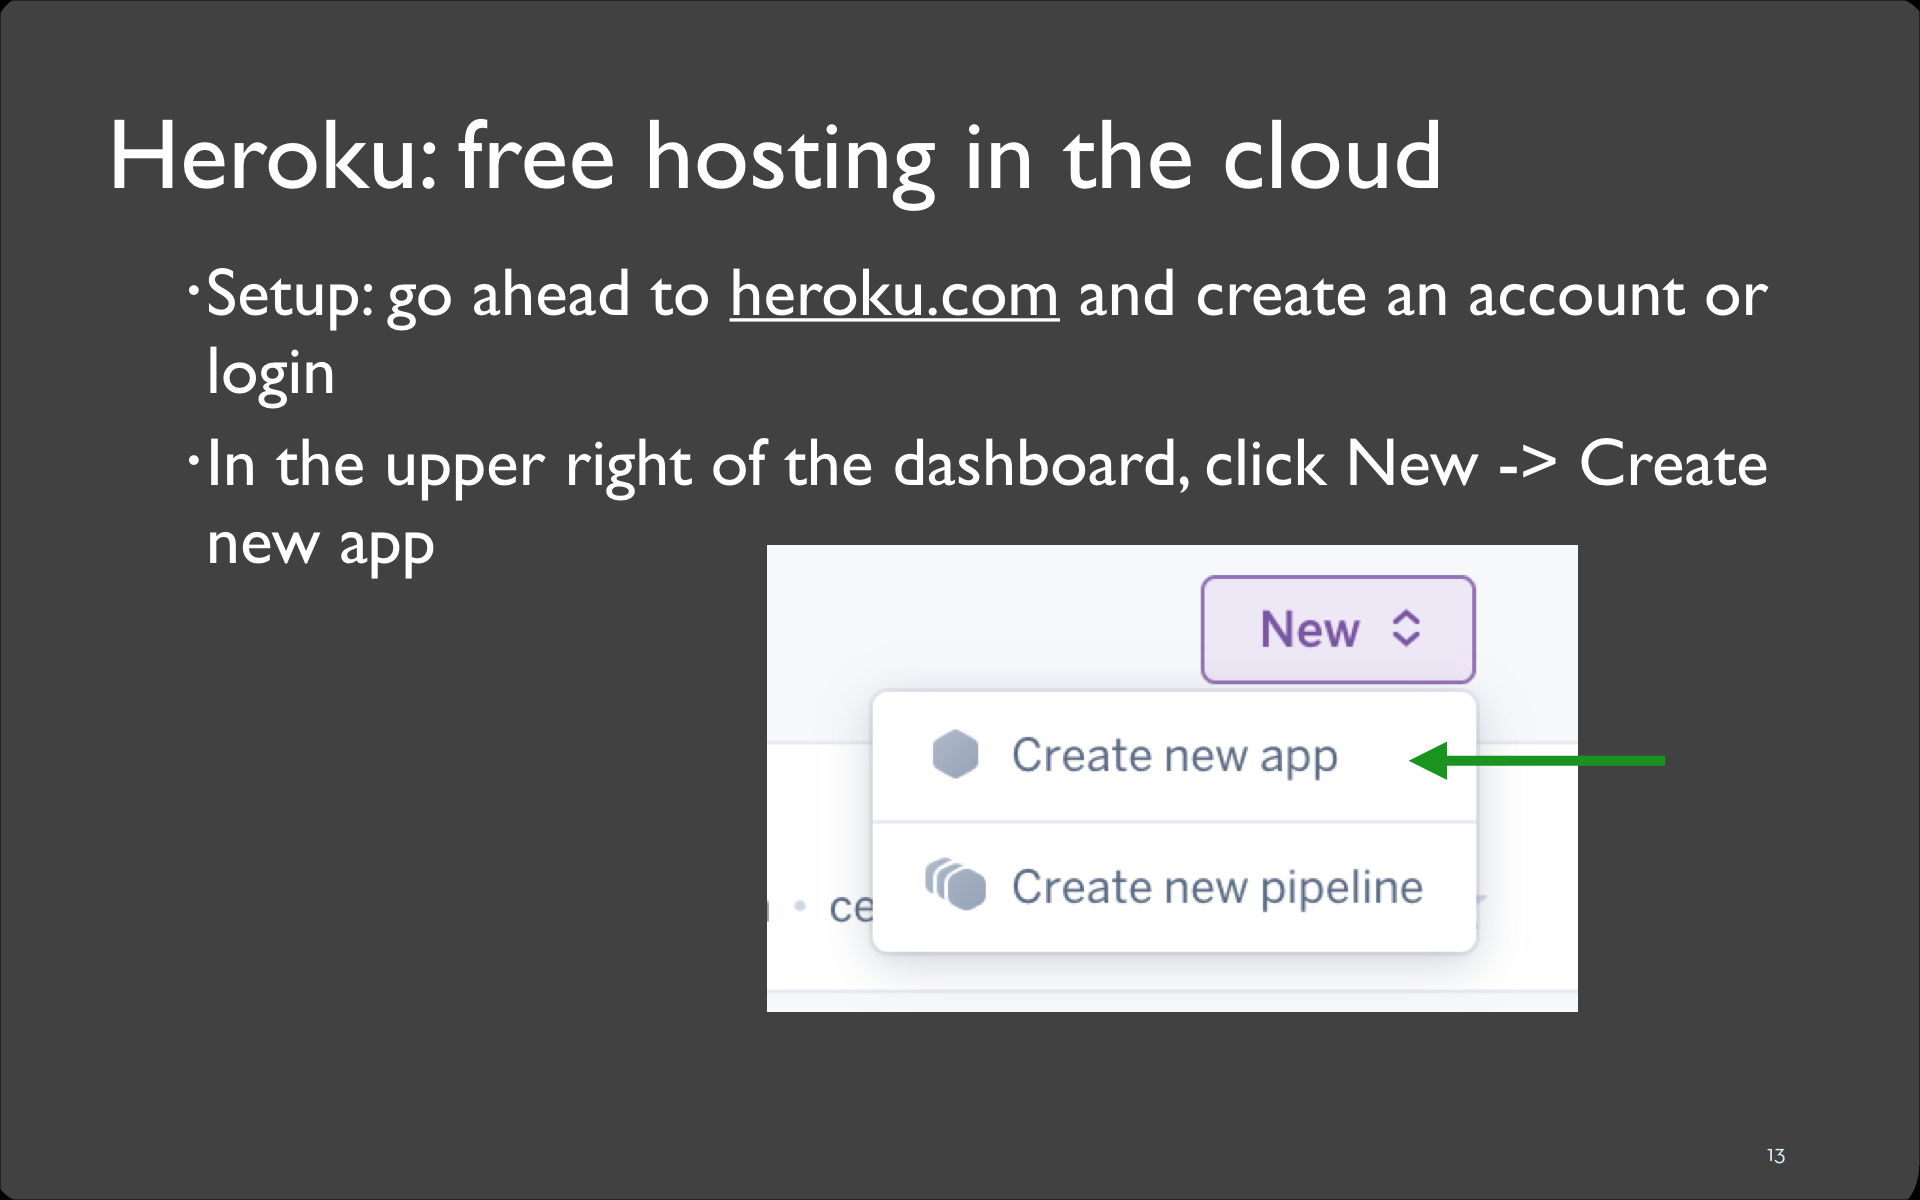 Heroku: free hosting in the cloud
•Setup: go ahead to heroku.com and create an account or
login
•In the upper right of the dashboard, click New -> Create
new app
New
Create new app
Create new pipeline
• ce
13